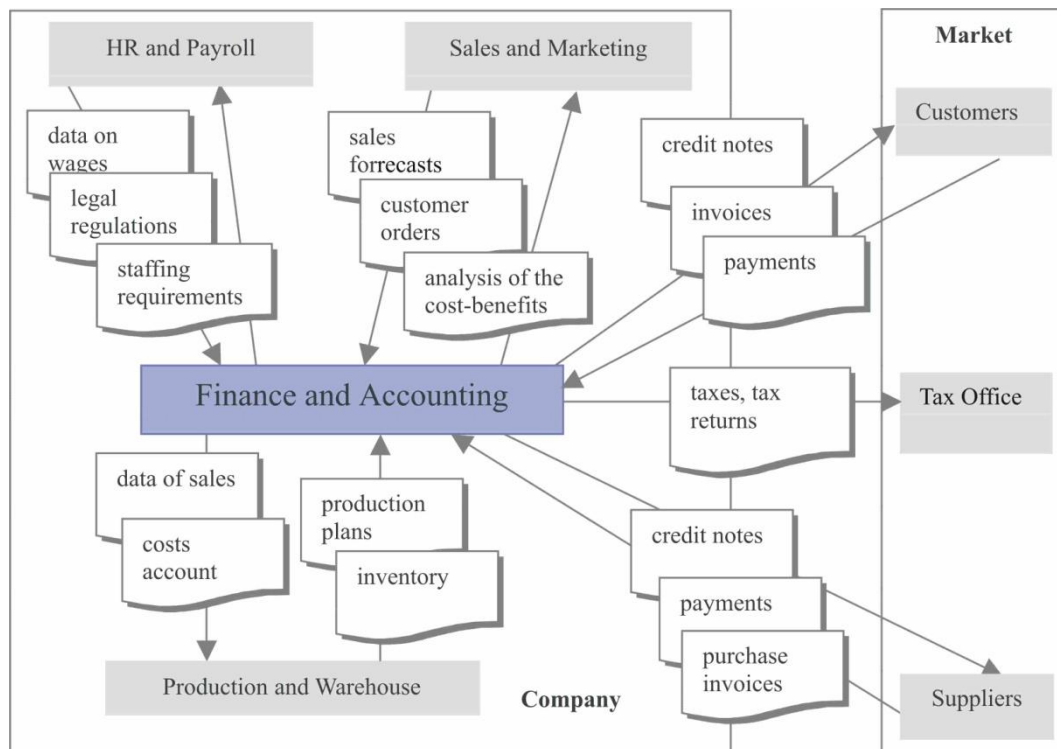 HR and Payroll
Sales and Marketing
Market
data on
wages
legal
regulations
staffing
requirements
sales
forrecasts
customer
orders
analysis of the
cost-benefits
credit notes
invoices
payments
Customers
Finance and Accounting
taxes, tax
returns
Tax Office
data of sales
costs
account
production
plans
inventory
credit notes
payments
purchase
invoices
Production and Warehouse
Company
Suppliers